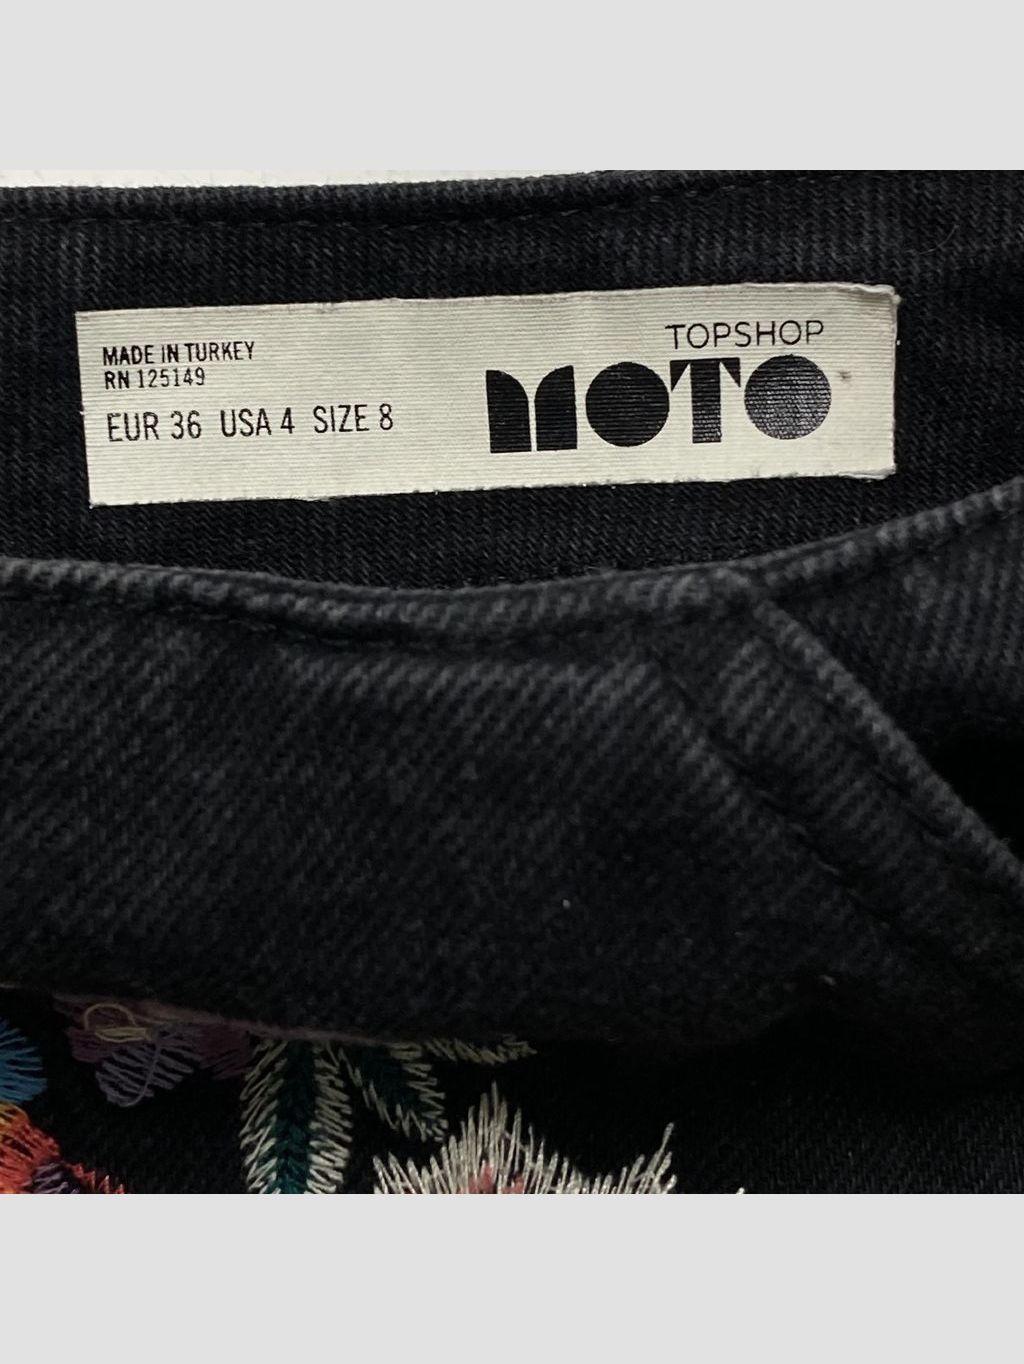 MADE IN TURKEY
RN 125149
EUR 36 USA 4 SIZE 8
TOPSHOP
MOTO